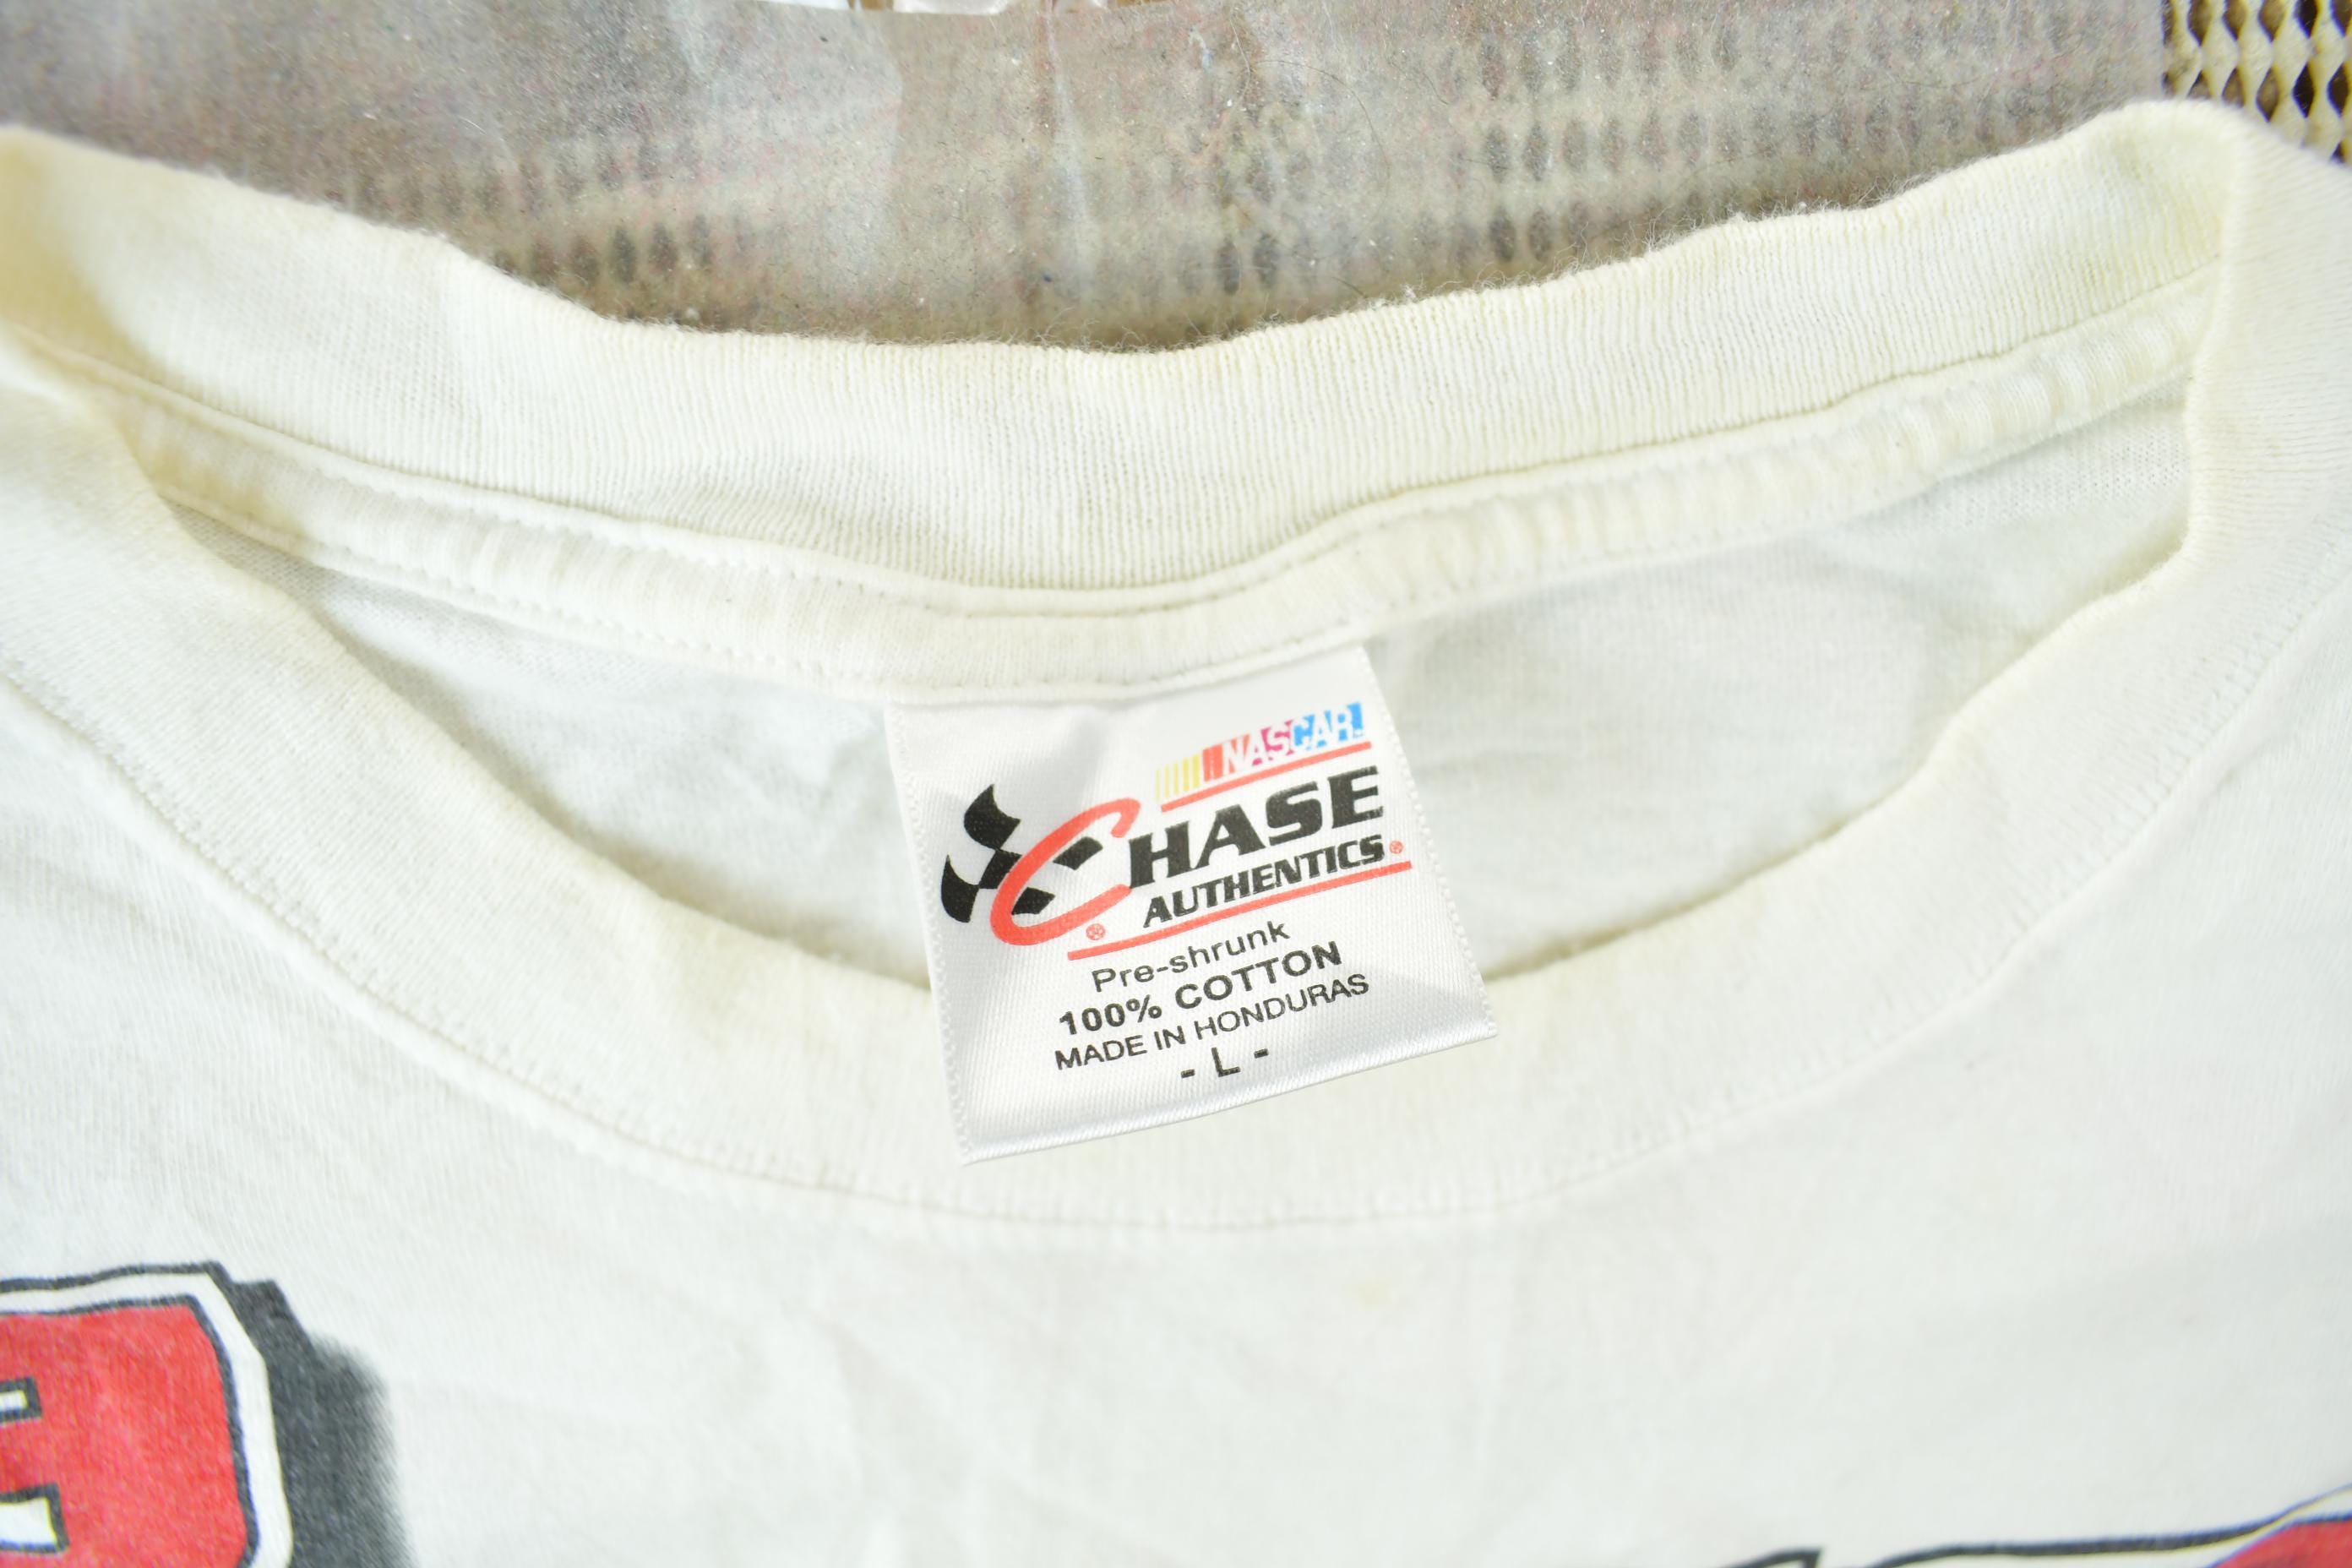 NASCAR.
CHASE
AUTHENTICS®
®
Pre-shrunk
100% COTTON
MADE IN HONDURAS
- L -